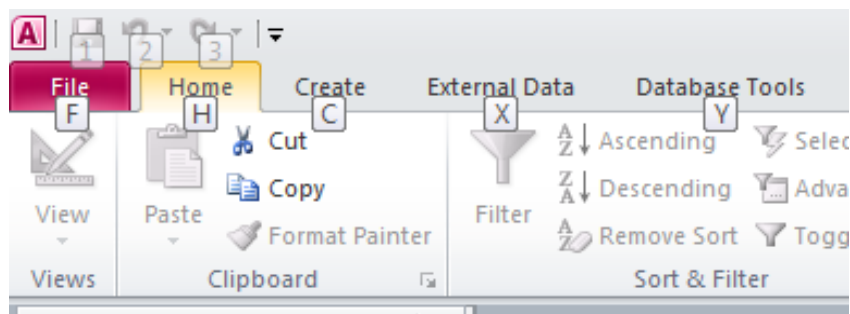 A
1 2 3
File Home Create External Data Database Tools
F H C X Y
Cut A Z Ascending
Copy Z A Descending
View Paste Format Painter Filter A Z Remove Sort
Views Clipboard Sort & Filter